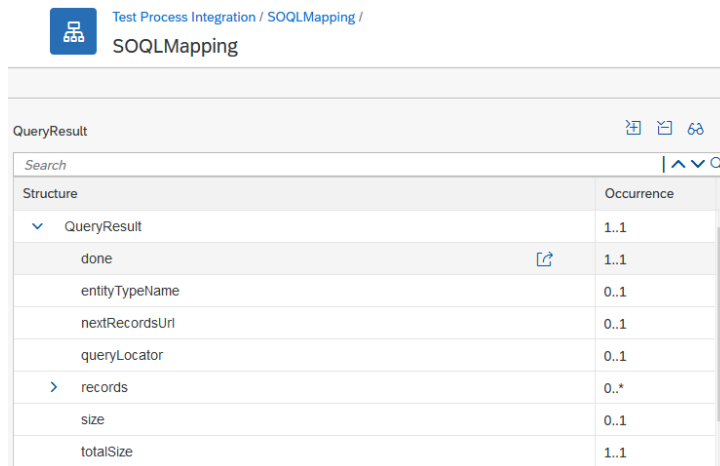 Test Process Integration / SOQLMapping /
SOQLMapping
QueryResult
Search
Structure Occurrence
QueryResult 1..1
done 1..1
entityTypeName 0..1
nextRecordsUrl 0..1
queryLocator 0..1
records 0..*
size 0..1
totalSize 1..1